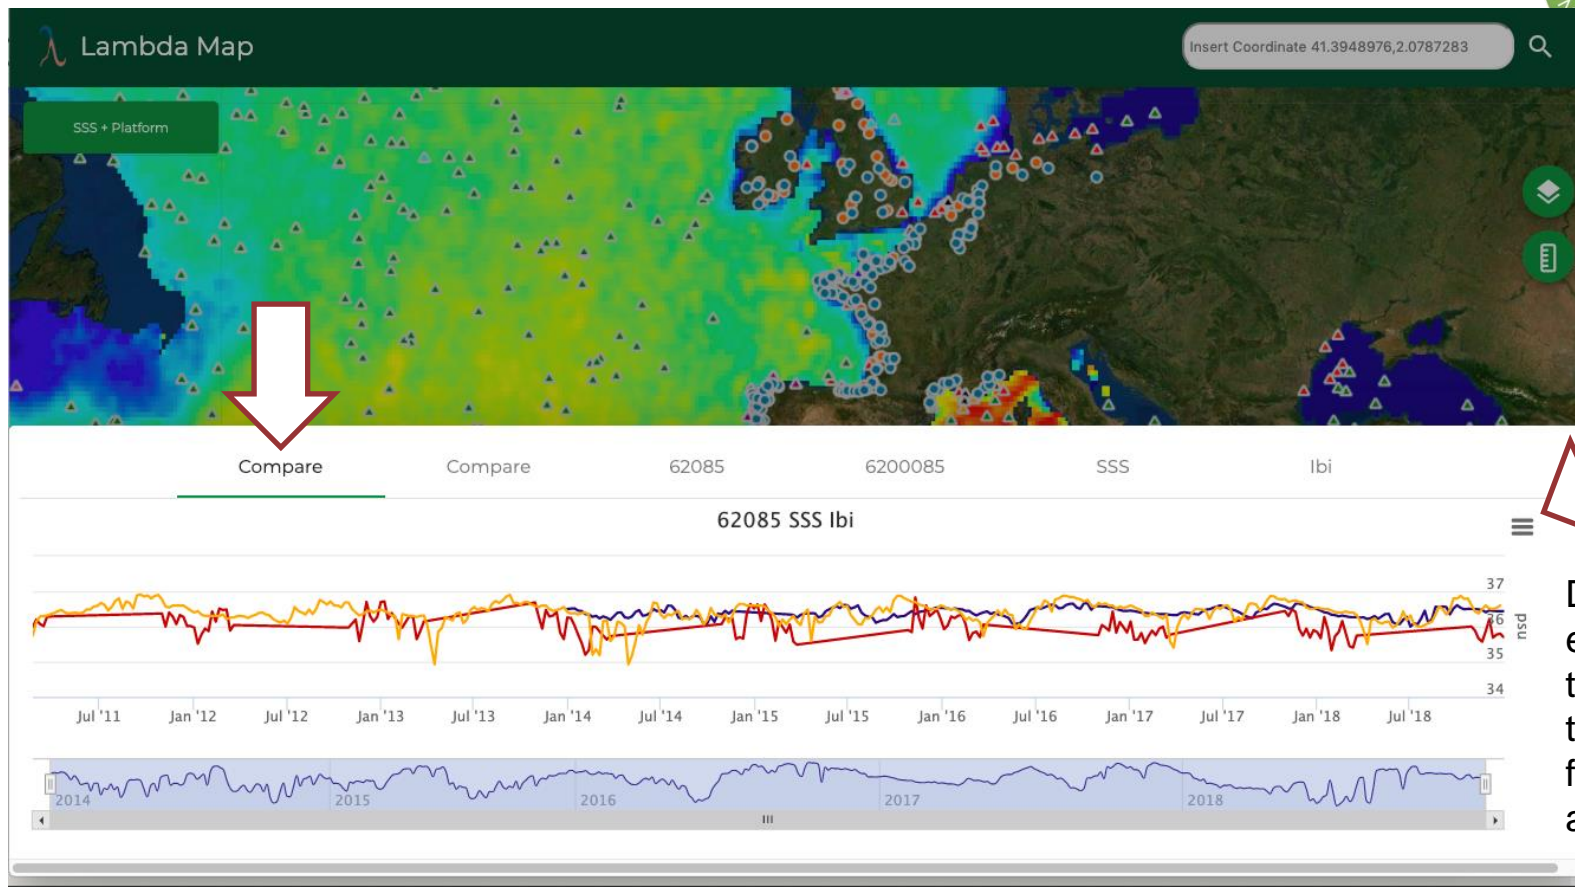 Lambda Map
Insert Coordinate 41.3948976,2.0787283
SSS + Platform
Compare Compare 62085 6200085 SSS Ibi
62085 SSS Ibi
37
36
35
34
psu
Jul '11 Jan '12 Jul '12 Jan '13 Jul '13 Jan '14 Jul '14 Jan '15 Jul '15 Jan '16 Jul '16 Jan '17 Jul '17 Jan '18 Jul '18
2014 2015 2016 2017 2018